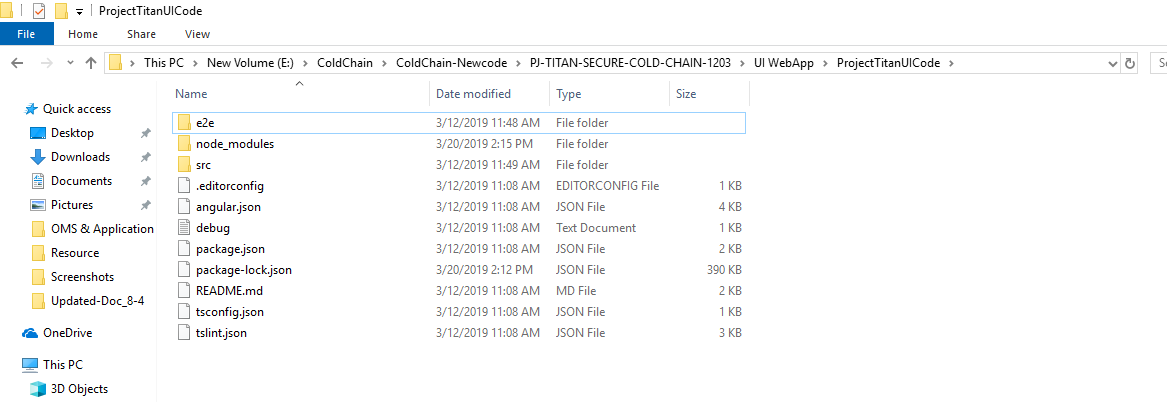 ProjectTitanUICode
File Home Share View
This PC New Volume (E:) ColdChain ColdChain-Newcode PJ-TITAN-SECURE-COLD-CHAIN-1203 UI WebApp ProjectTitanUICode Se
Name Date modified Type Size
Quick access
Desktop
Downloads
Documents
Pictures
OMS & Application
Resource
Screenshots
Updated-Doc_8-4
OneDrive
This PC
3D Objects
e2e 3/12/2019 11:48 AM File folder
node_modules 3/20/2019 2:15 PM File folder
src 3/12/2019 11:49 AM File folder
.editorconfig 3/12/2019 11:08 AM EDITORCONFIG File 1 KB
angular.json 3/12/2019 11:08 AM JSON File 4 KB
debug 3/12/2019 11:08 AM Text Document 1 KB
package.json 3/12/2019 11:08 AM JSON File 2 KB
package-lock.json 3/20/2019 2:12 PM JSON File 390 KB
README.md 3/12/2019 11:08 AM MD File 2 KB
tsconfig.json 3/12/2019 11:08 AM JSON File 1 KB
tslint.json 3/12/2019 11:08 AM JSON File 3 KB